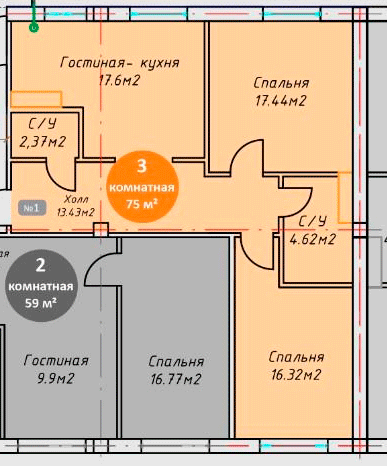 Гостиная- кухня
17.6м2
Спальня
17.44м2
С/У
2,37м2
3
комнатная
75 м²
№1
Холл
13.43м2
С/У
4.62м2
2
комнатная
59 м²
Гостиная
9.9м2
Спальня
16.77м2
Спальня
16.32м2